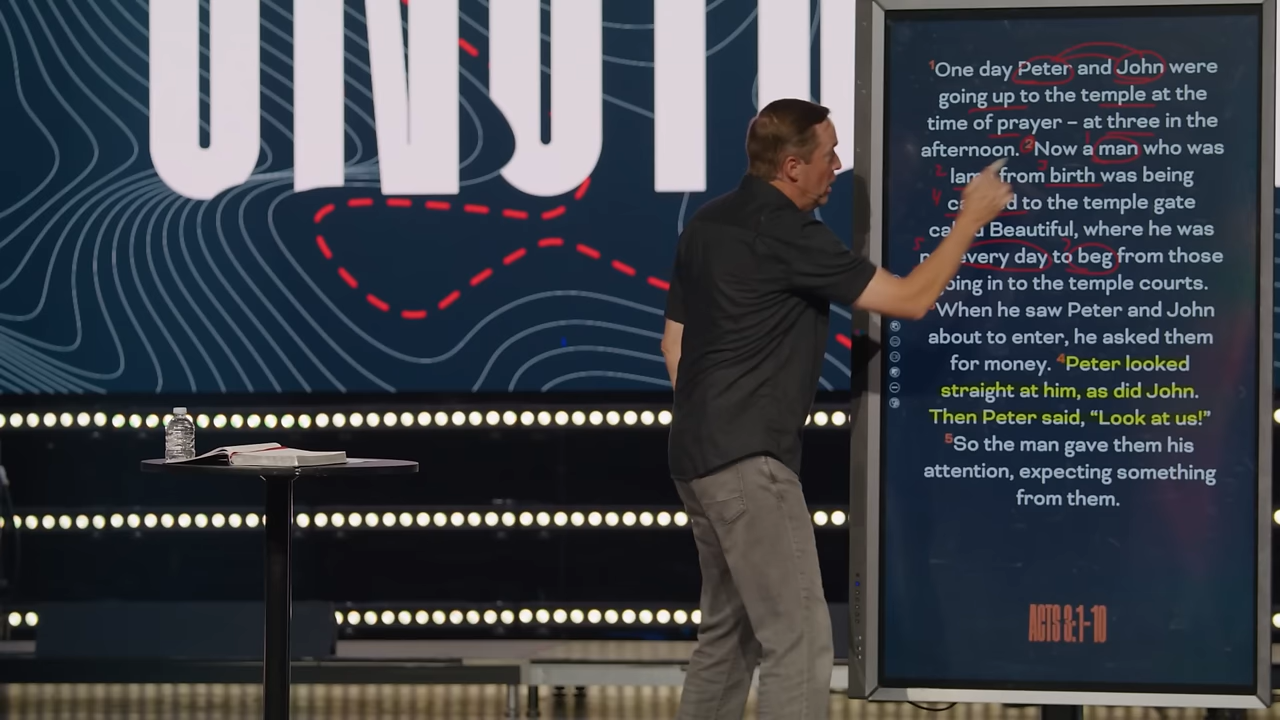 ¹One day Peter and John were
going up to the temple at the
time of prayer – at three in the
afternoon. ²Now a man who was
from birth was being
to the temple gate
Beautiful, where he was
every day to beg from those
going in to the temple courts.
When he saw Peter and John
about to enter, he asked them
for money. ⁴Peter looked
straight at him, as did John.
Then Peter said, “Look at us!”
⁵So the man gave them his
attention, expecting something
from them.
ACTS 3:1-10